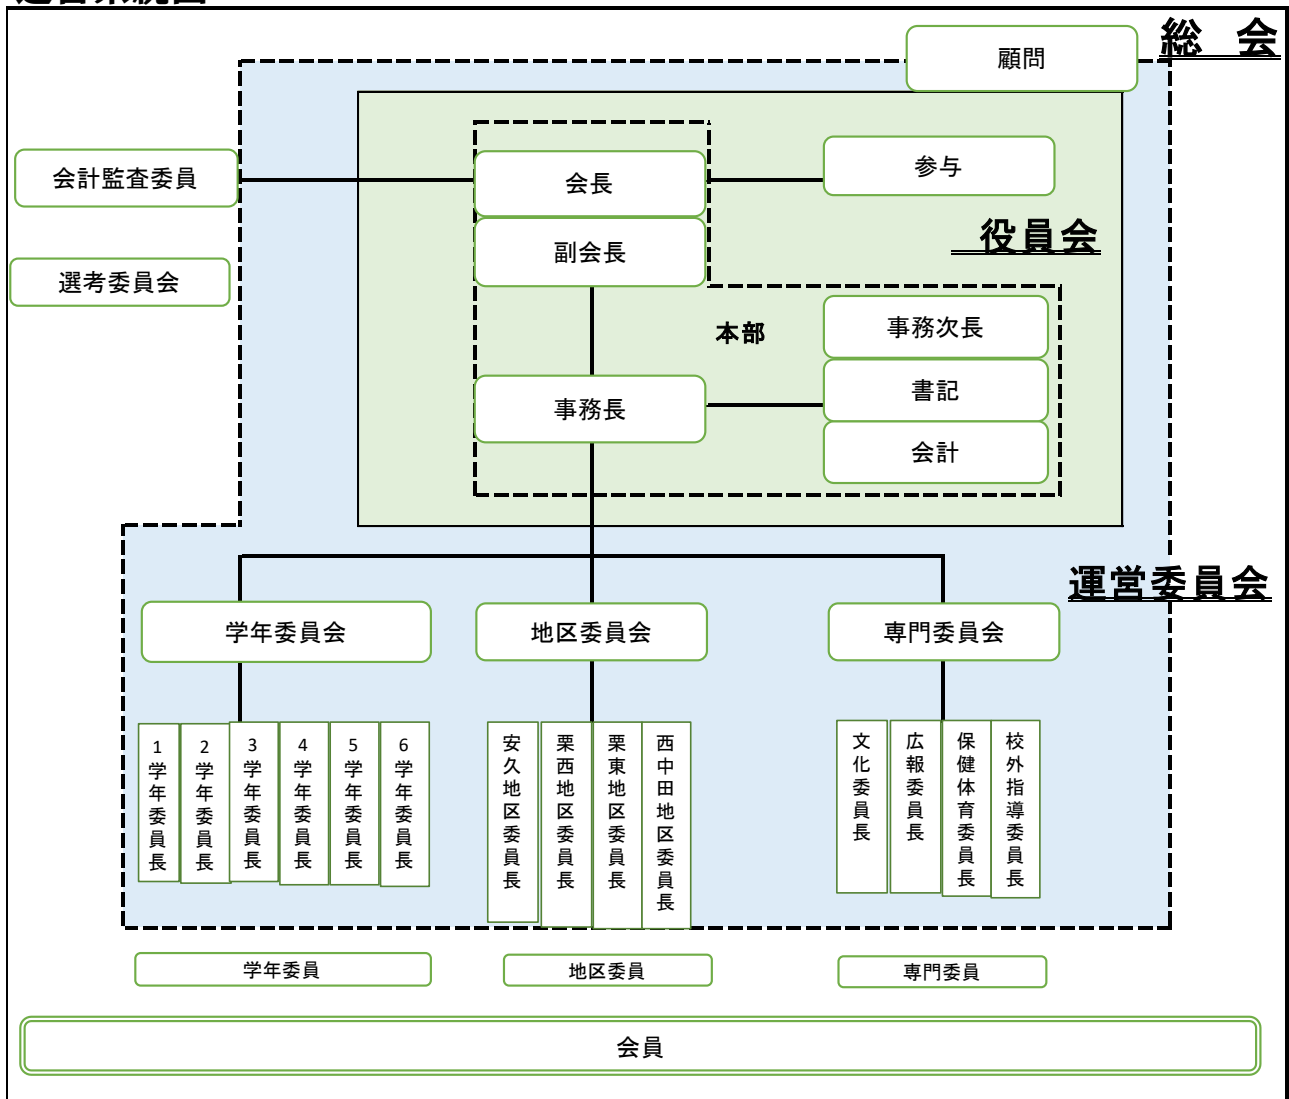 総　会
顧問
会計監査委員
会長
参与
役員会
副会長
選考委員会
本部
事務次長
事務長
書記
会計
運営委員会
学年委員会
地区委員会
専門委員会
1学年委員長
2学年委員長
3学年委員長
4学年委員長
5学年委員長
6学年委員長
安久地区委員長
栗西地区委員長
栗東地区委員長
西中田地区委員長
文化委員長
広報委員長
保健体育委員長
校外指導委員長
学年委員
地区委員
専門委員
会員